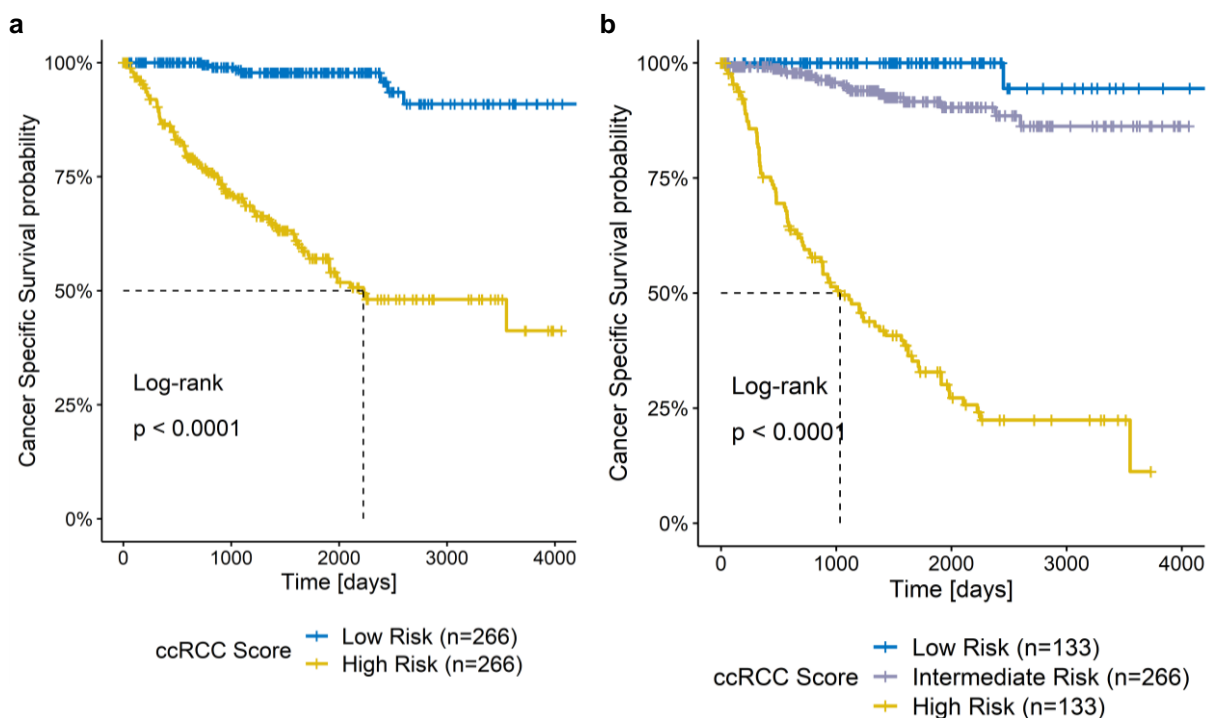 a
Cancer Specific Survival probability
100%
75%
50%
25%
0%
Log-rank
p < 0.0001
0 1000 2000 3000 4000
Time [days]
ccRCC Score
Low Risk (n=266)
High Risk (n=266)
b
Cancer Specific Survival probability
100%
75%
50%
25%
0%
Log-rank
p < 0.0001
0 1000 2000 3000 4000
Time [days]
ccRCC Score
Low Risk (n=133)
Intermediate Risk (n=266)
High Risk (n=133)